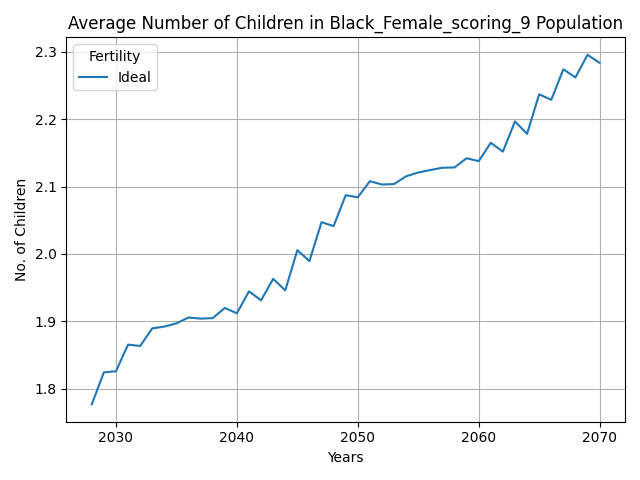 Average Number of Children in Black_Female_scoring_9 Population
Fertility
Ideal
No. of Children
2.3
2.2
2.1
2.0
1.9
1.8
2030 2040 2050 2060 2070
Years